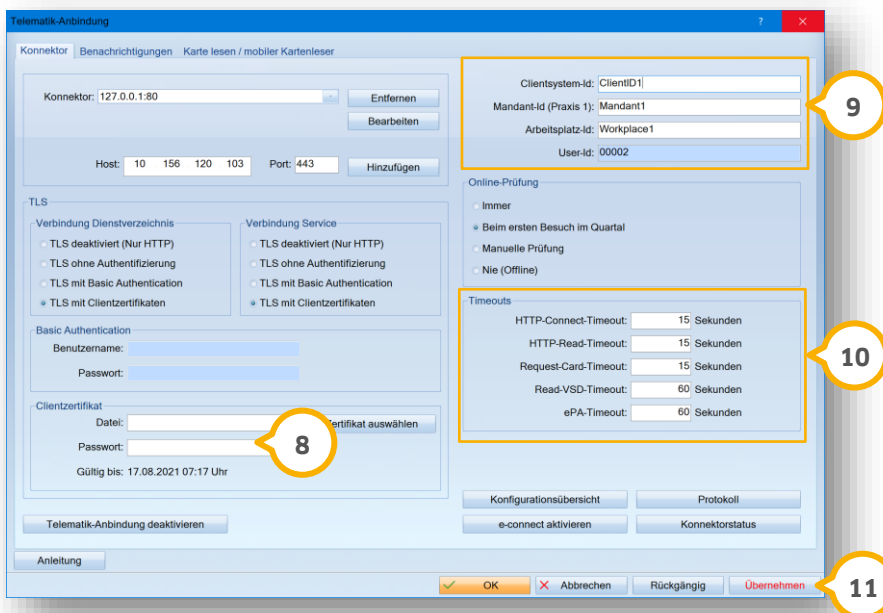 Telematik-Anbindung
?
Konnektor Benachrichtigungen Karte lesen / mobiler Kartenleser
Konnektor: 127.0.0.1:80
Entfernen
Bearbeiten
Host: 10 156 120 103 Port: 443 Hinzufügen
TLS
Verbindung Dienstverzeichnis
TLS deaktiviert (Nur HTTP)
TLS ohne Authentifizierung
TLS mit Basic Authentication
TLS mit Clientzertifikaten
Verbindung Service
TLS deaktiviert (Nur HTTP)
TLS ohne Authentifizierung
TLS mit Basic Authentication
TLS mit Clientzertifikaten
Basic Authentication
Benutzername:
Passwort:
Clientzertifikat
Datei: ertifikat auswählen
Passwort:
8
Gültig bis: 17.08.2021 07:17 Uhr
Telematik-Anbindung deaktivieren
Clientsystem-Id: ClientID1
Mandant-Id (Praxis 1): Mandant1
Arbeitsplatz-Id: Workplace1
User-Id: 00002
9
Online-Prüfung
Immer
Beim ersten Besuch im Quartal
Manuelle Prüfung
Nie (Offline)
Timeouts
HTTP-Connect-Timeout: 15 Sekunden
HTTP-Read-Timeout: 15 Sekunden
Request-Card-Timeout: 15 Sekunden
Read-VSD-Timeout: 60 Sekunden
ePA-Timeout: 60 Sekunden
10
Konfigurationsübersicht Protokoll
e-connect aktivieren Konnektorstatus
Anleitung
OK Abbrechen Rückgängig Übernehmen
11